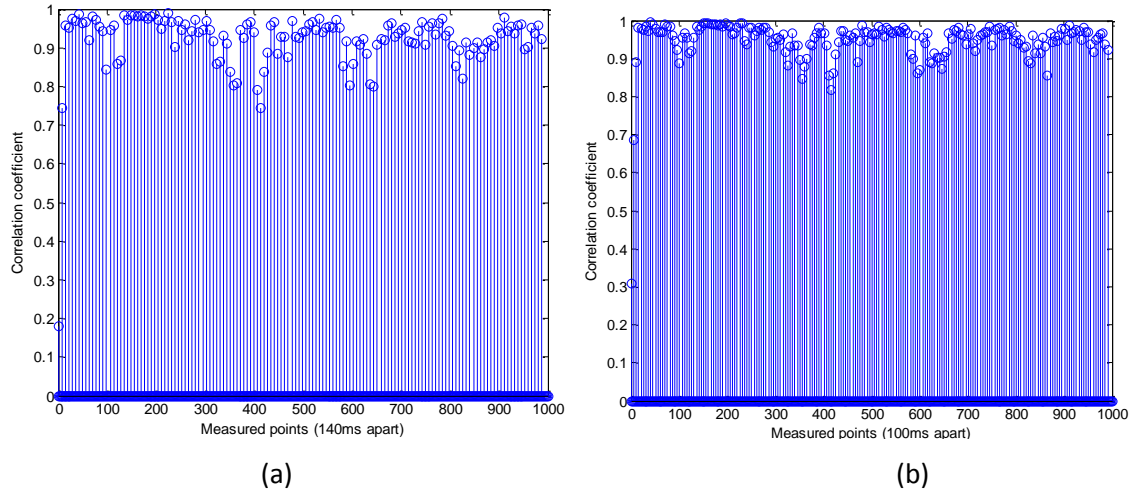 1
0.9
0.8
0.7
0.6
0.5
0.4
0.3
0.2
0.1
0
Correlation coefficient
0 100 200 300 400 500 600 700 800 900 1000
Measured points (140ms apart)
(a)
1
0.9
0.8
0.7
0.6
0.5
0.4
0.3
0.2
0.1
0
Correlation coefficient
0 100 200 300 400 500 600 700 800 900 1000
Measured points (100ms apart)
(b)